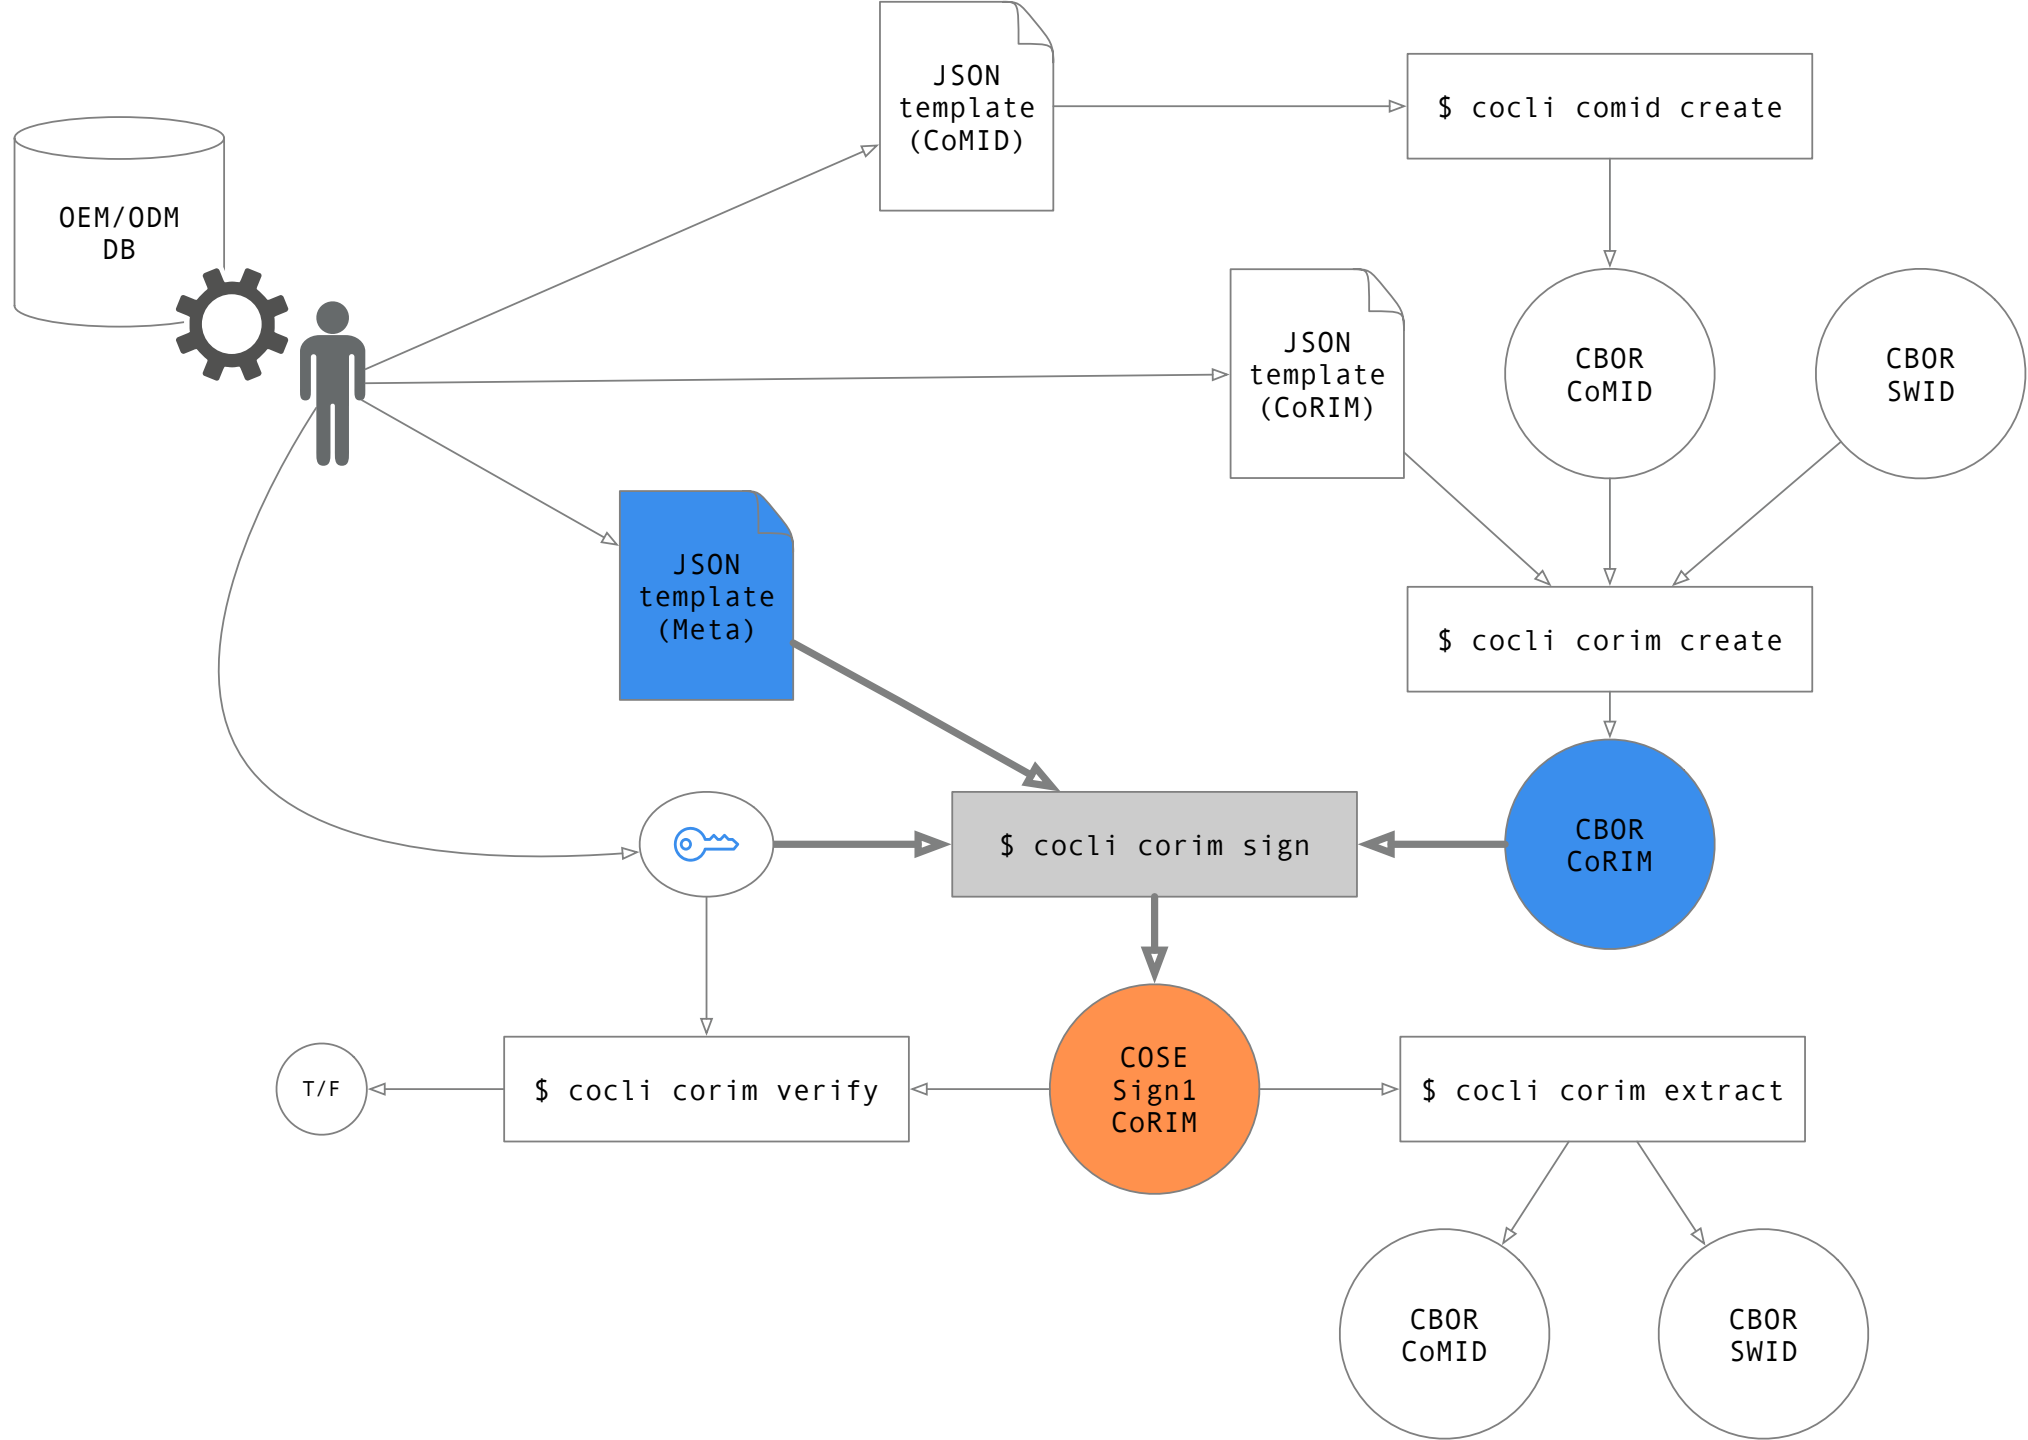 JSON
template
(CoMID)
$ cocli comid create
OEM/ODM
DB
JSON
template
(CoRIM)
CBOR
CoMID
CBOR
SWID
JSON
template
(Meta)
$ cocli corim create
$ cocli corim sign
CBOR
CoRIM
T/F
$ cocli corim verify
COSE
Sign1
CoRIM
$ cocli corim extract
CBOR
CoMID
CBOR
SWID